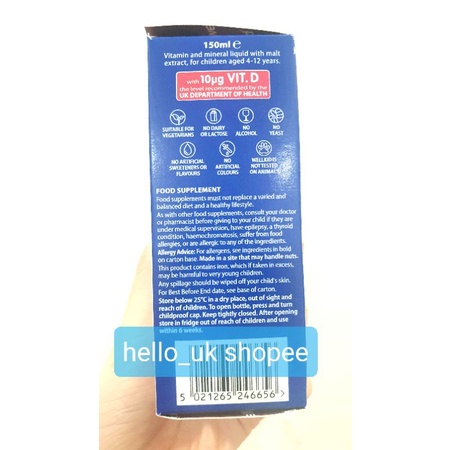 150ml ℮
Vitamin and mineral liquid with malt
extract, for children aged 4-12 years.
with 10µg VIT. D
the level recommended by the
UK DEPARTMENT OF HEALTH
SUITABLE FOR VEGETARIANS
NO DAIRY OR LACTOSE
NO ALCOHOL
NO YEAST
NO ARTIFICIAL SWEETENERS OR FLAVOURS
NO ARTIFICIAL COLOURS
WELLKID IS NOT TESTED ON ANIMALS
FOOD SUPPLEMENT
Food supplements must not replace a varied and
balanced diet and a healthy lifestyle.
As with other food supplements, consult your doctor
or pharmacist before giving to your child if they are
under medical supervision, have epilepsy, a thyroid
condition, haemochromatosis, suffer from food
allergies, or are allergic to any of the ingredients.
Allergy Advice: For allergens, see ingredients in bold
on carton base. Made in a site that may handle nuts.
This product contains iron, which if taken in excess,
may be harmful to very young children.
Any spillage should be wiped off your child's skin.
For Best Before End date, see base of carton.
Store below 25°C in a dry place, out of sight and
reach of children. To open bottle, press and turn
childproof cap. Keep tightly closed. After opening
store in fridge out of reach of children and use
within 6 weeks.
hello_uk shopee
5 021265 246656 >